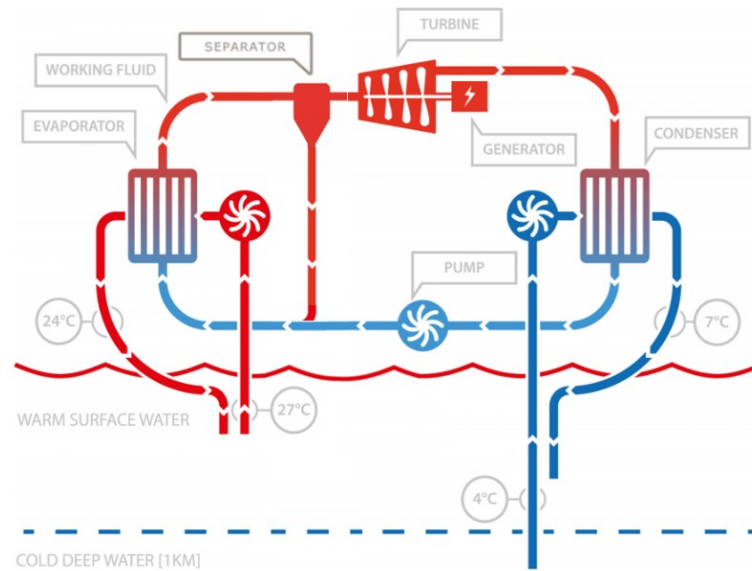 TURBINE
SEPARATOR
WORKING FLUID
EVAPORATOR
GENERATOR
CONDENSER
PUMP
24°C
7°C
27°C
WARM SURFACE WATER
4°C
COLD DEEP WATER [1KM]